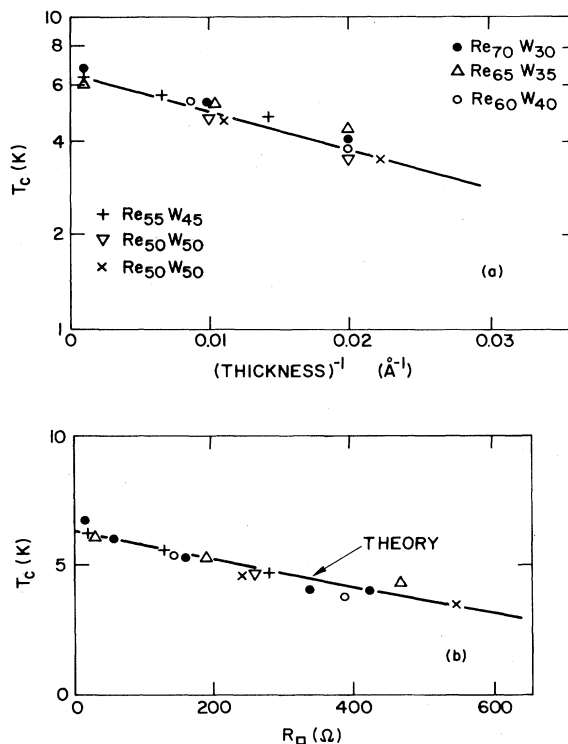 10
8
6
4
2
1
T_C (K)
● Re₇₀ W₃₀
△ Re₆₅ W₃₅
○ Re₆₀ W₄₀
+ Re₅₅ W₄₅
▽ Re₅₀ W₅₀
× Re₅₀ W₅₀
(a)
0 0.01 0.02 0.03
(THICKNESS)⁻¹ (Å⁻¹)
10
5
0
T_C (K)
THEORY
(b)
0 200 400 600
R□ (Ω)